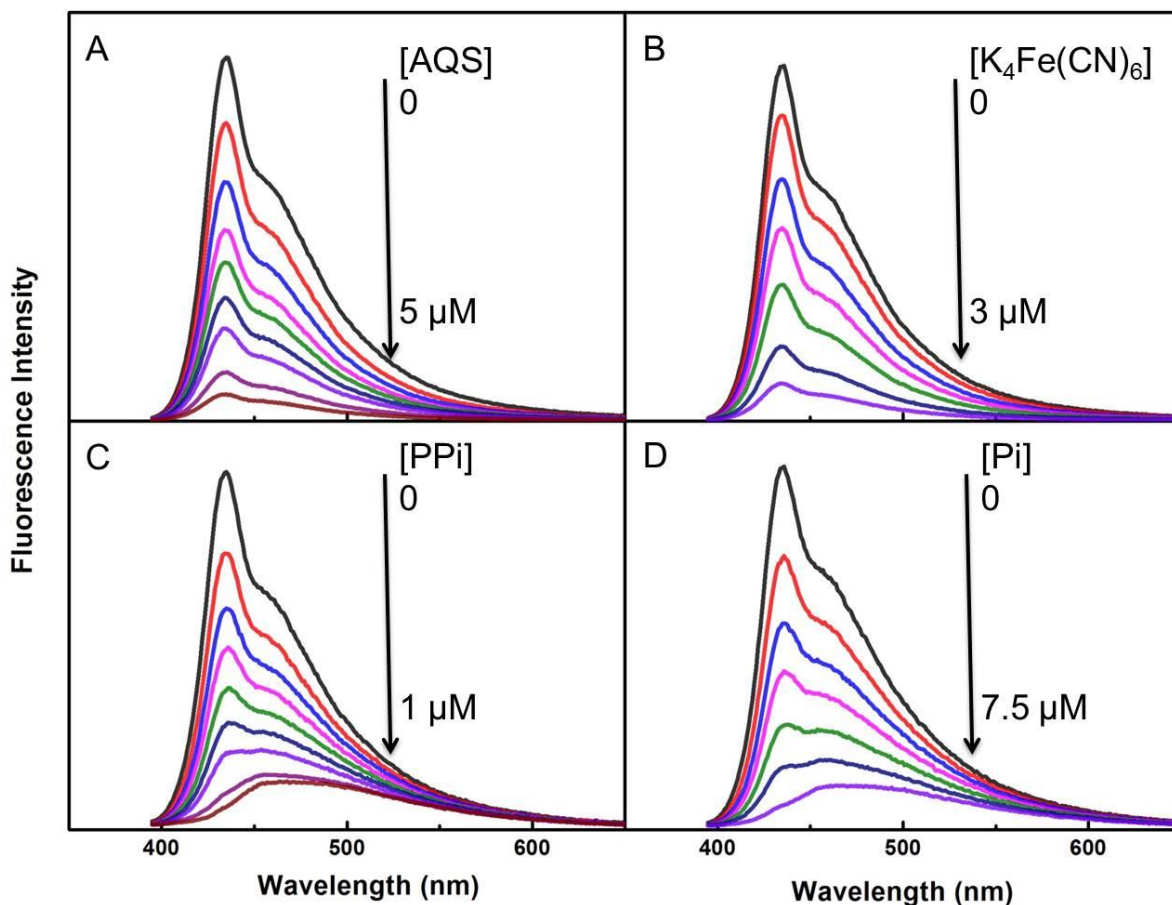 A
[AQS]
0
5 μM
B
[K₄Fe(CN)₆]
0
3 μM
C
[PPi]
0
1 μM
D
[Pi]
0
7.5 μM
Fluorescence Intensity
400 500 600
400 500 600
Wavelength (nm)
Wavelength (nm)